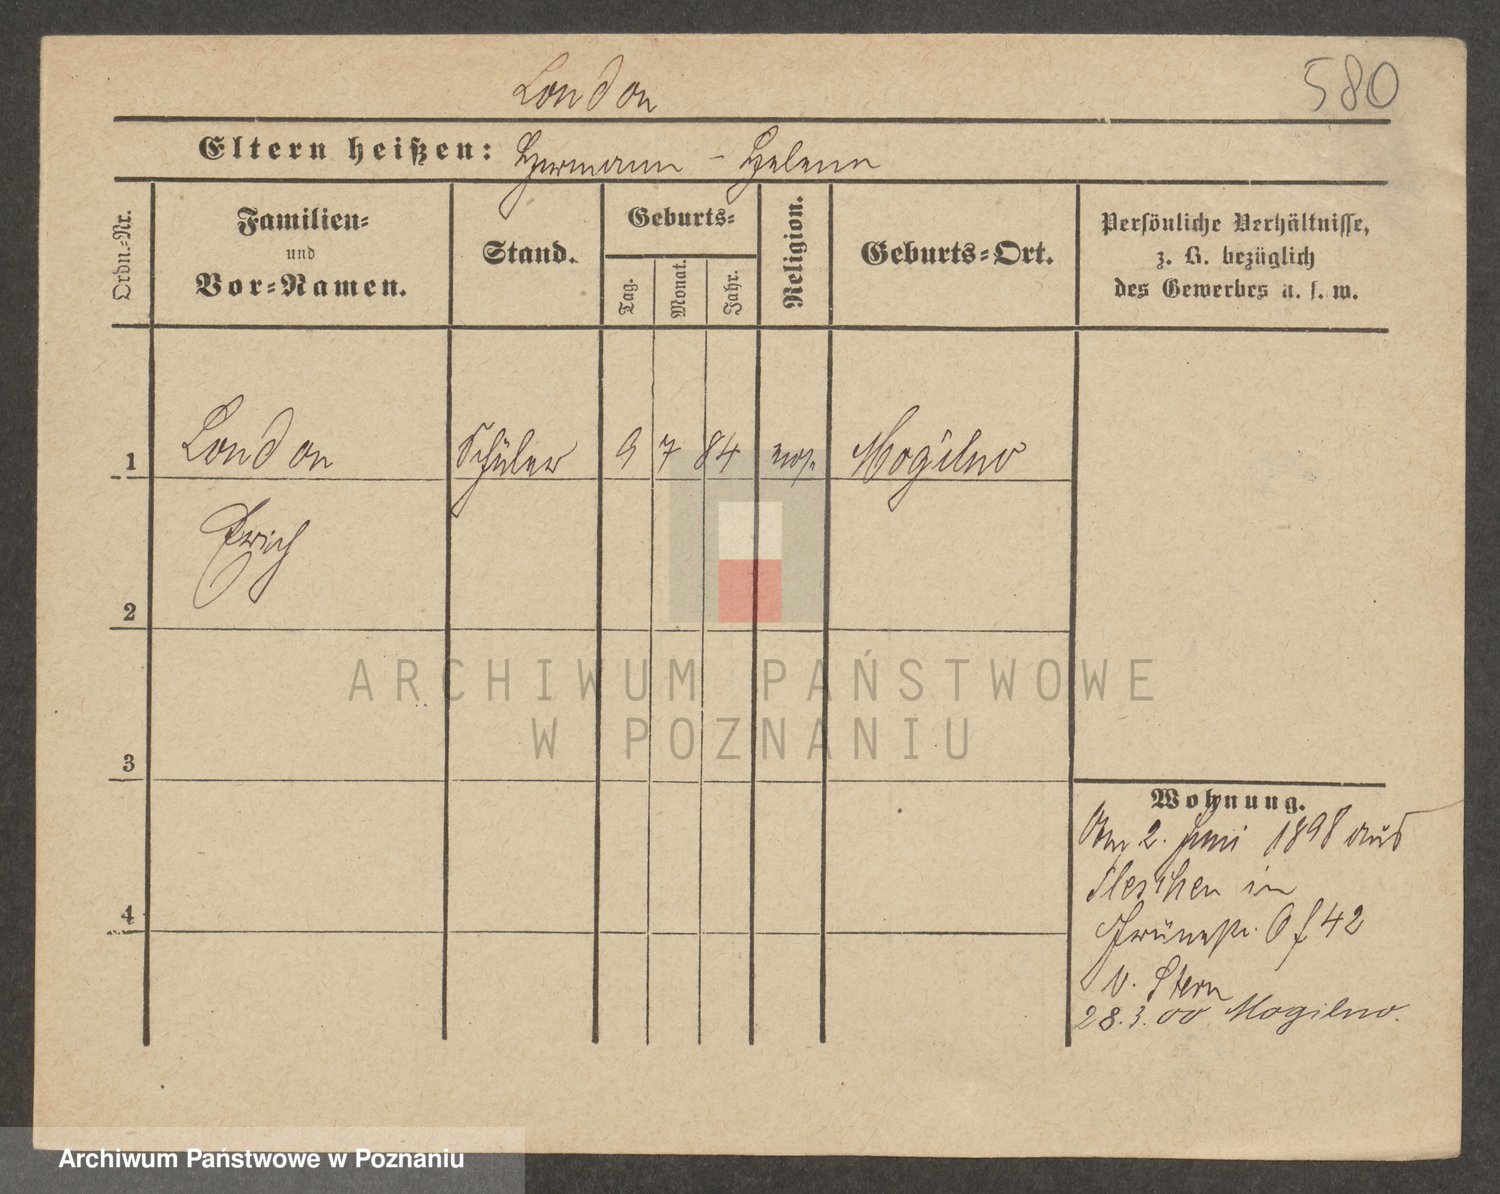 London
580
Eltern heißen: Hermann - Helene
Ordn.-Nr.
Familien-
und
Vor-Namen.
Stand.
Geburts-
Tag.
Monat.
Jahr.
Religion.
Geburts-Ort.
Persönliche Verhältnisse,
z. B. bezüglich
des Gewerbes u. s. w.
1 London Schüler 9 7 84 mos. Mogilno
Erich
2
3
4
Wohnung.
Am 2. Juni 1898 aus
Pleschen in
42
b. Stern
28.3.00 Mogilno.
ARCHIWUM PAŃSTWOWE
W POZNANIU
Archiwum Państwowe w Poznaniu